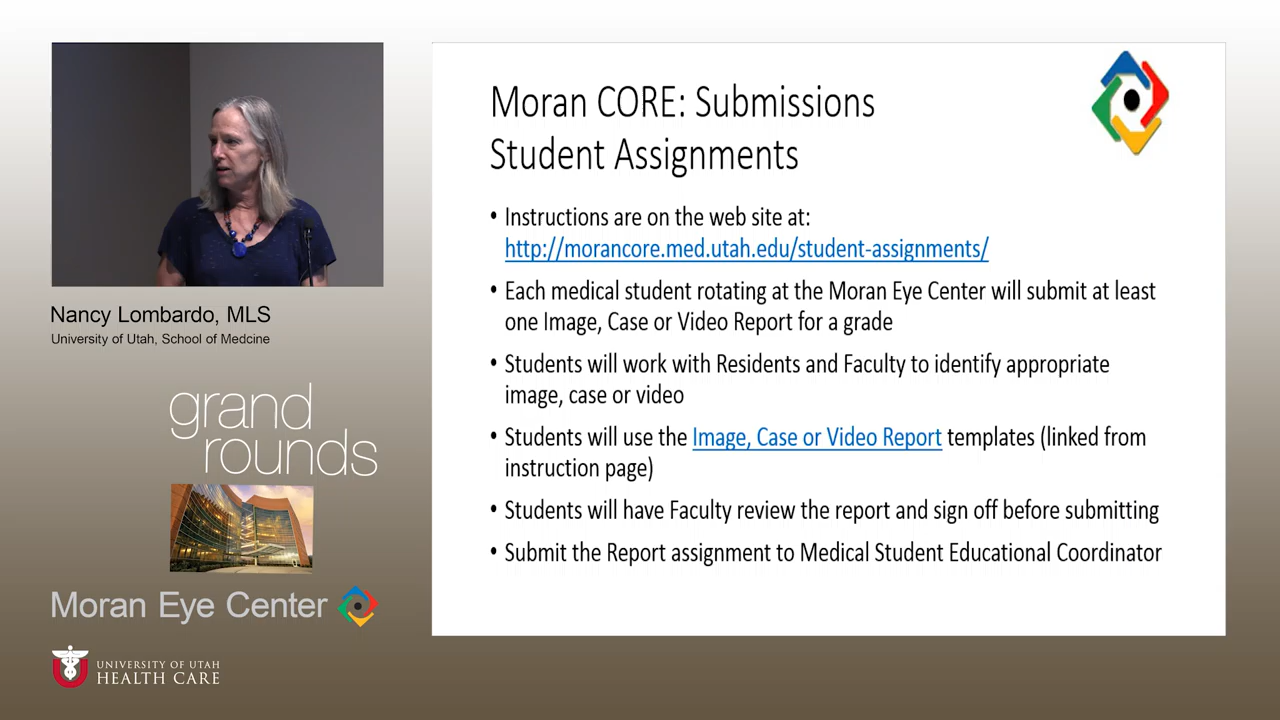 Nancy Lombardo, MLS
University of Utah, School of Medcine
grand
rounds
Moran Eye Center
UNIVERSITY OF UTAH
HEALTH CARE
Moran CORE: Submissions
Student Assignments
• Instructions are on the web site at:
http://morancore.med.utah.edu/student-assignments/
• Each medical student rotating at the Moran Eye Center will submit at least
one Image, Case or Video Report for a grade
• Students will work with Residents and Faculty to identify appropriate
image, case or video
• Students will use the Image, Case or Video Report templates (linked from
instruction page)
• Students will have Faculty review the report and sign off before submitting
• Submit the Report assignment to Medical Student Educational Coordinator